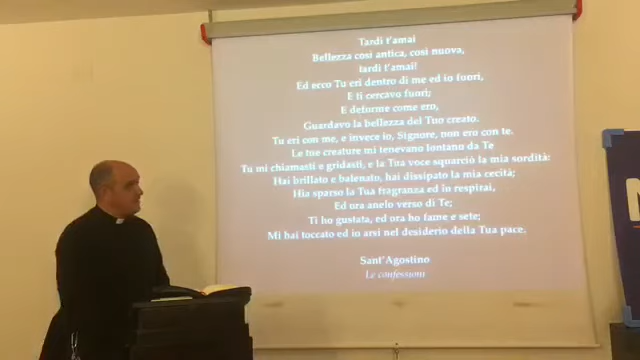 Tardi t'amai
Bellezza così antica, così nuova,
tardi t'amai!
Ed ecco Tu eri dentro di me ed io fuori,
E ti cercavo fuori;
E deforme come ero,
Guardavo la bellezza del Tuo creato.
Tu eri con me, e invece io, Signore, non ero con te.
Le tue creature mi tenevano lontano da Te
Tu mi chiamasti e gridasti, e la Tua voce squarciò la mia sordità:
Hai brillato e balenato, hai dissipato la mia cecità;
Hia sparso la Tua fragranza ed io respirai,
Ed ora anelo verso di Te;
Ti ho gustata, ed ora ho fame e sete;
Mi hai toccato ed io arsi nel desiderio della Tua pace.
Sant'Agostino
Le confessioni